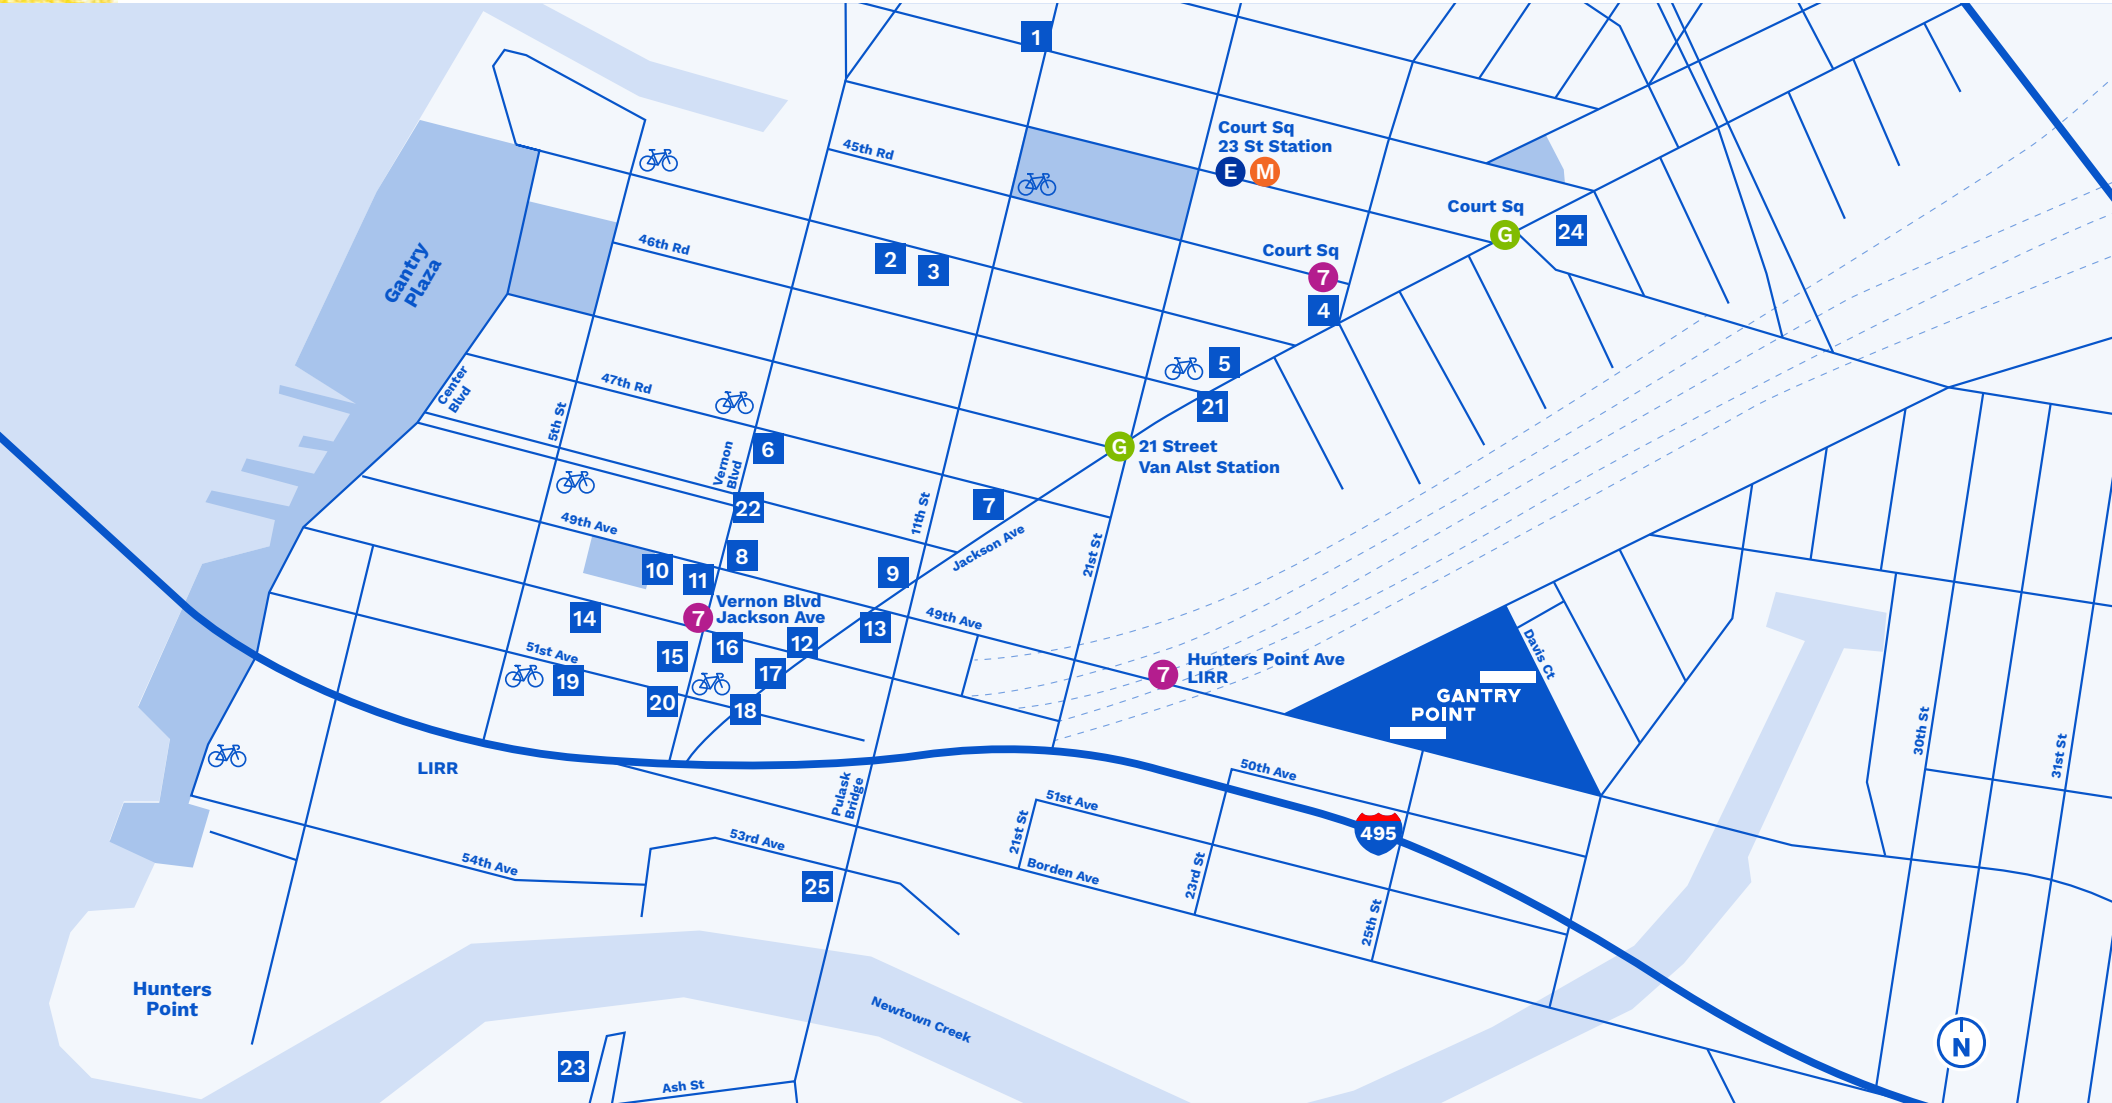 1
Court Sq
23 St Station
E M
45th Rd
Court Sq
G
24
46th Rd
2
3
Court Sq
7
4
Gantry
Plaza
5
21
Center
Blvd
47th Rd
5th St
G
21 Street
Van Alst Station
Vernon
Blvd
6
22
7
11th St
49th Ave
Jackson Ave
21st St
8
10
11
9
Vernon Blvd
Jackson Ave
7
14
49th Ave
12
13
16
15
51st Ave
17
19
20
18
Hunters Point Ave
LIRR
7
Davis Ct
GANTRY
POINT
30th St
31st St
LIRR
Pulask
Bridge
50th Ave
51st Ave
21st St
495
53rd Ave
54th Ave
Borden Ave
23rd St
25
25th St
Hunters
Point
Newtown Creek
23
Ash St
N